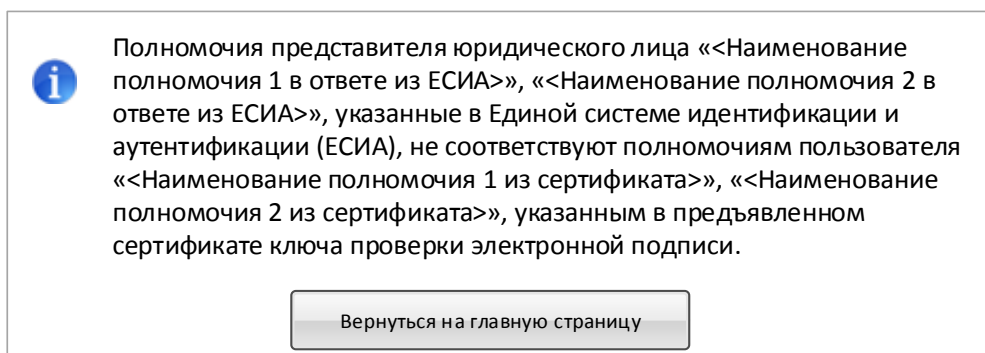 Полномочия представителя юридического лица «<Наименование
полномочия 1 в ответе из ЕСИА>», «<Наименование полномочия 2 в
ответе из ЕСИА>», указанные в Единой системе идентификации и
аутентификации (ЕСИА), не соответствуют полномочиям пользователя
«<Наименование полномочия 1 из сертификата>», «<Наименование
полномочия 2 из сертификата>», указанным в предъявленном
сертификате ключа проверки электронной подписи.
Вернуться на главную страницу